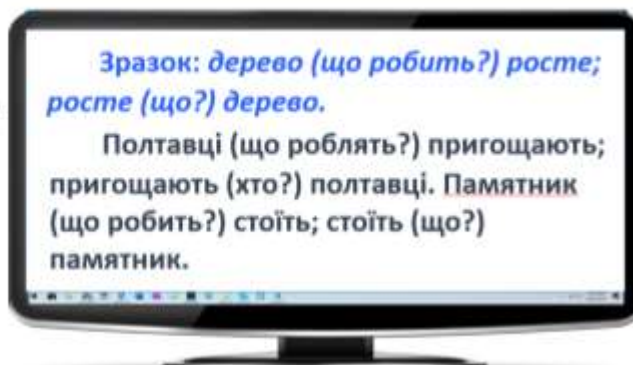 Зразок: дерево (що робить?) росте;
росте (що?) дерево.
Полтавці (що роблять?) пригощають;
пригощають (хто?) полтавці. Памятник
(що робить?) стоїть; стоїть (що?)
памятник.